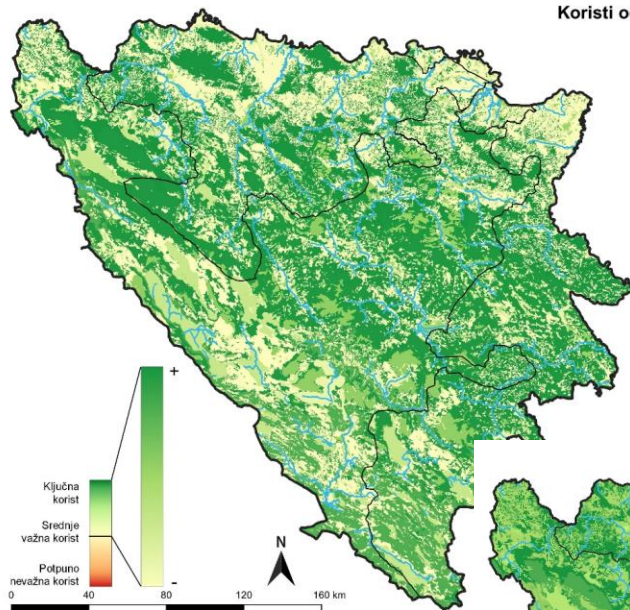 Koristi o
+
Ključna
korist
Srednje
važna korist
Potpuno
nevažna korist
-
N
0 40 80 120 160 km